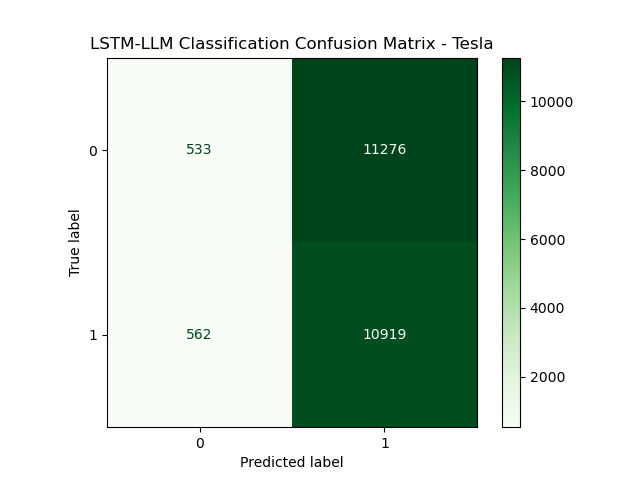 LSTM-LLM Classification Confusion Matrix - Tesla
10000
0 533 11276
8000
6000
True label
4000
1 562 10919
2000
0 1
Predicted label